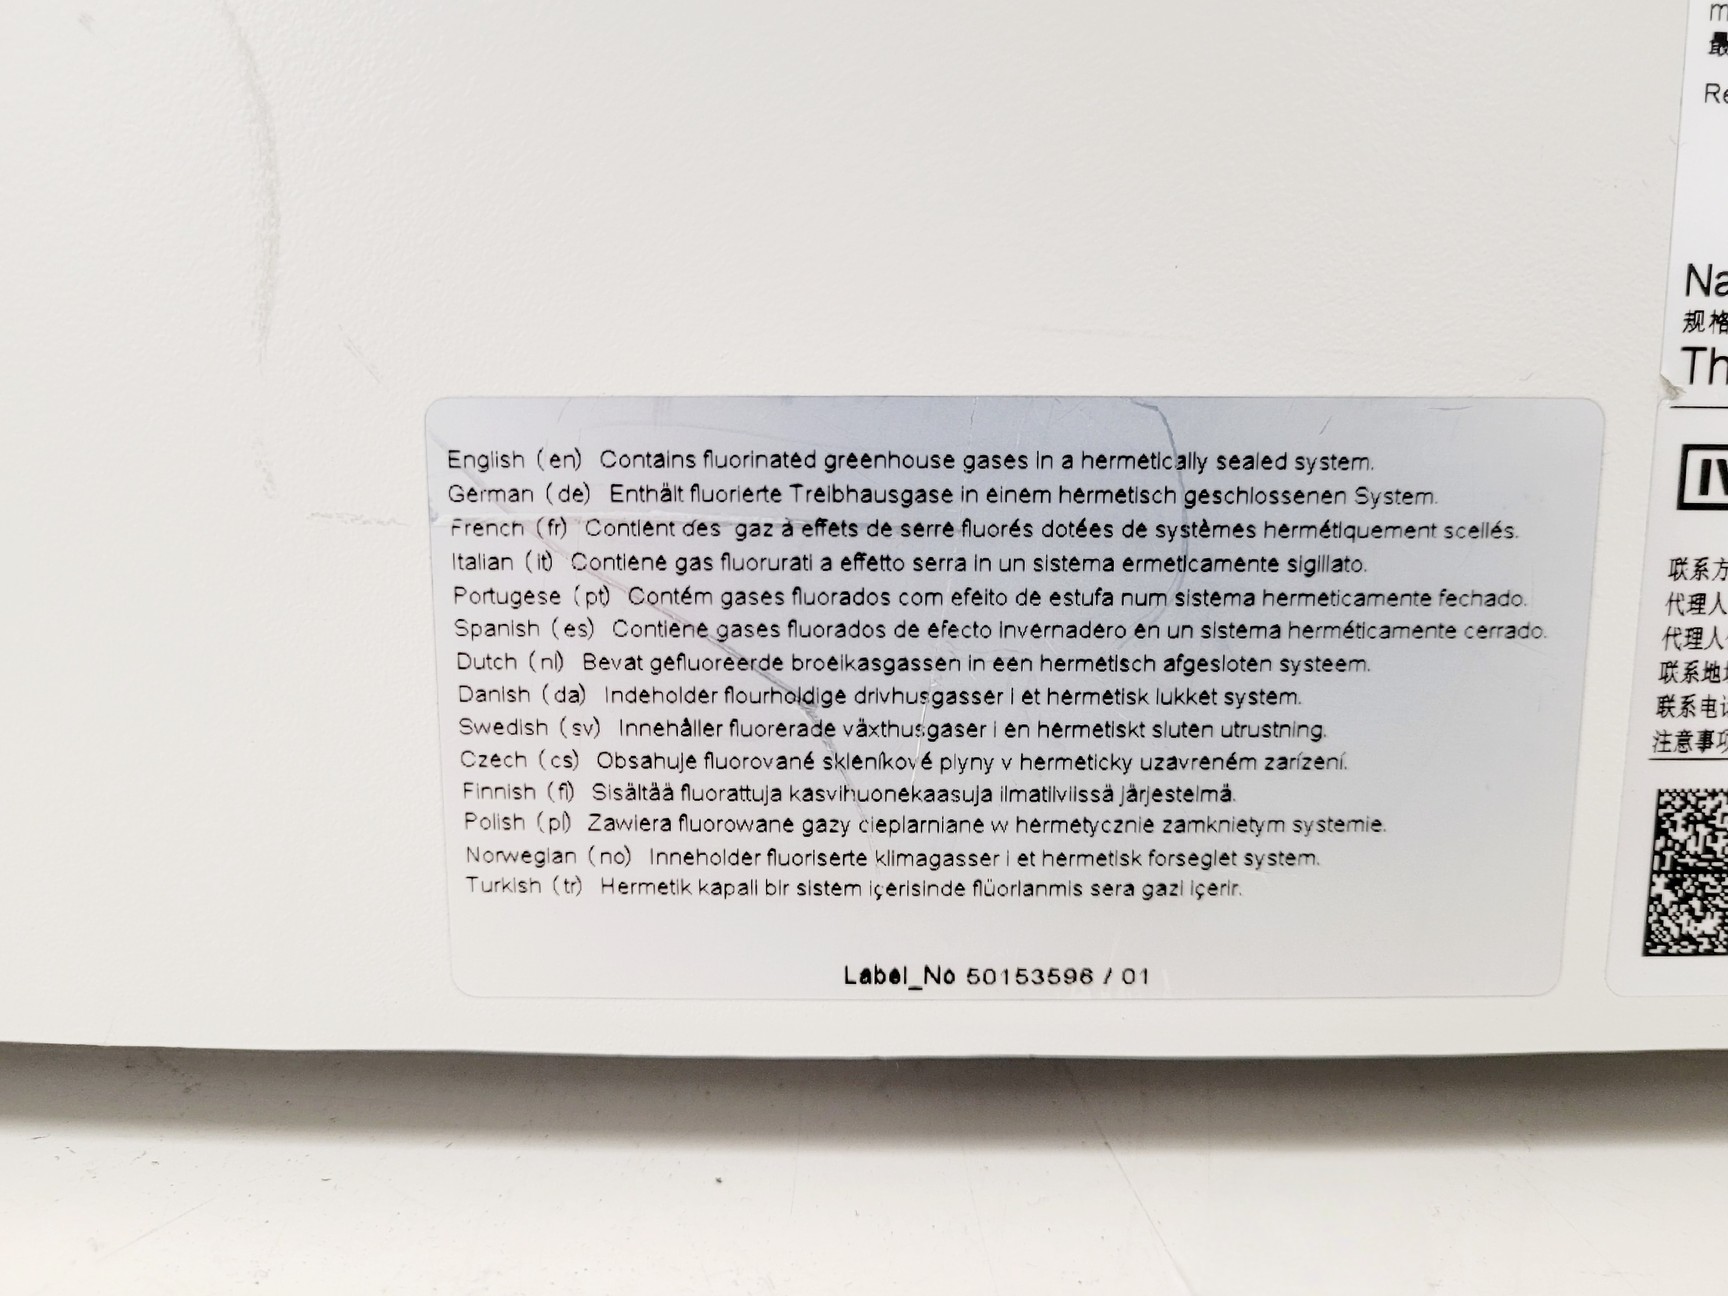 English (en) Contains fluorinated greenhouse gases in a hermetically sealed system.
German (de) Enthält fluorierte Treibhausgase in einem hermetisch geschlossenen System.
French (fr) Contient des gaz à effets de serre fluorés dotées de systèmes hermétiquement scellés.
Italian (it) Contiene gas fluorurati a effetto serra in un sistema ermeticamente sigillato.
Portugese (pt) Contém gases fluorados com efeito de estufa num sistema hermeticamente fechado.
Spanish (es) Contiene gases fluorados de efecto invernadero en un sistema herméticamente cerrado.
Dutch (nl) Bevat gefluoreerde broeikasgassen in een hermetisch afgesloten systeem.
Danish (da) Indeholder flourholdige drivhusgasser i et hermetisk lukket system.
Swedish (sv) Innehåller fluorerade växthusgaser i en hermetiskt sluten utrustning.
Czech (cs) Obsahuje fluorované skleníkové plyny v hermeticky uzavreném zarízení.
Finnish (fi) Sisältää fluorattuja kasvihuonekaasuja ilmatiiviissä järjestelmä.
Polish (pl) Zawiera fluorowane gazy cieplarniane w hermetycznie zamknietym systemie.
Norwegian (no) Inneholder fluoriserte klimagasser i et hermetisk forseglet system.
Turkish (tr) Hermetik kapali bir sistem içerisinde flüorlanmis sera gazi içerir.
Label_No 50153596 / 01
最
Re
Na
规格
Th
IV
联系方
代理人
代理人
联系地
联系电
注意事项